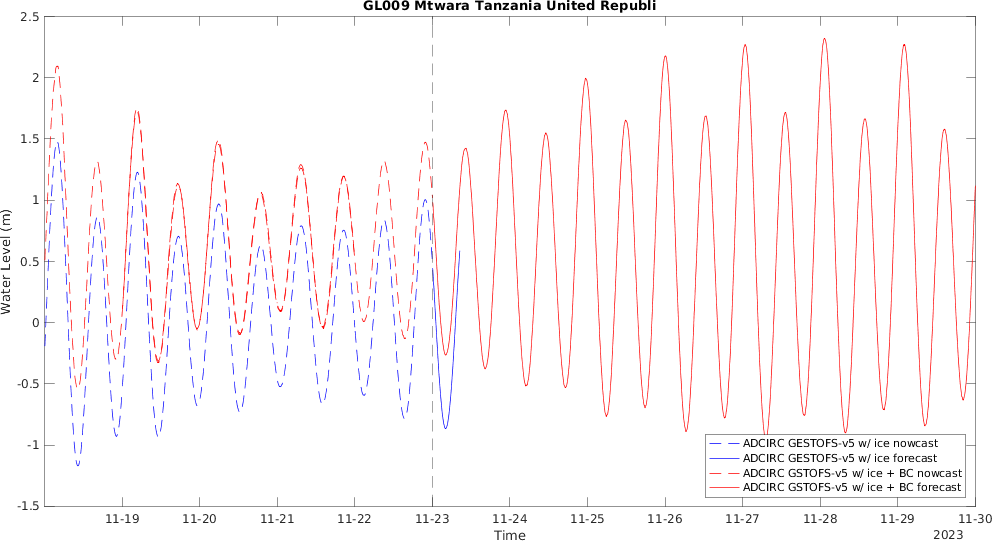 GL009 Mtwara Tanzania United Republi
Water Level (m)
2.5
2
1.5
1
0.5
0
-0.5
-1
-1.5
11-19 11-20 11-21 11-22 11-23 11-24 11-25 11-26 11-27 11-28 11-29 11-30
Time
2023
ADCIRC GESTOFS-v5 w/ ice nowcast
ADCIRC GESTOFS-v5 w/ ice forecast
ADCIRC GSTOFS-v5 w/ ice + BC nowcast
ADCIRC GSTOFS-v5 w/ ice + BC forecast